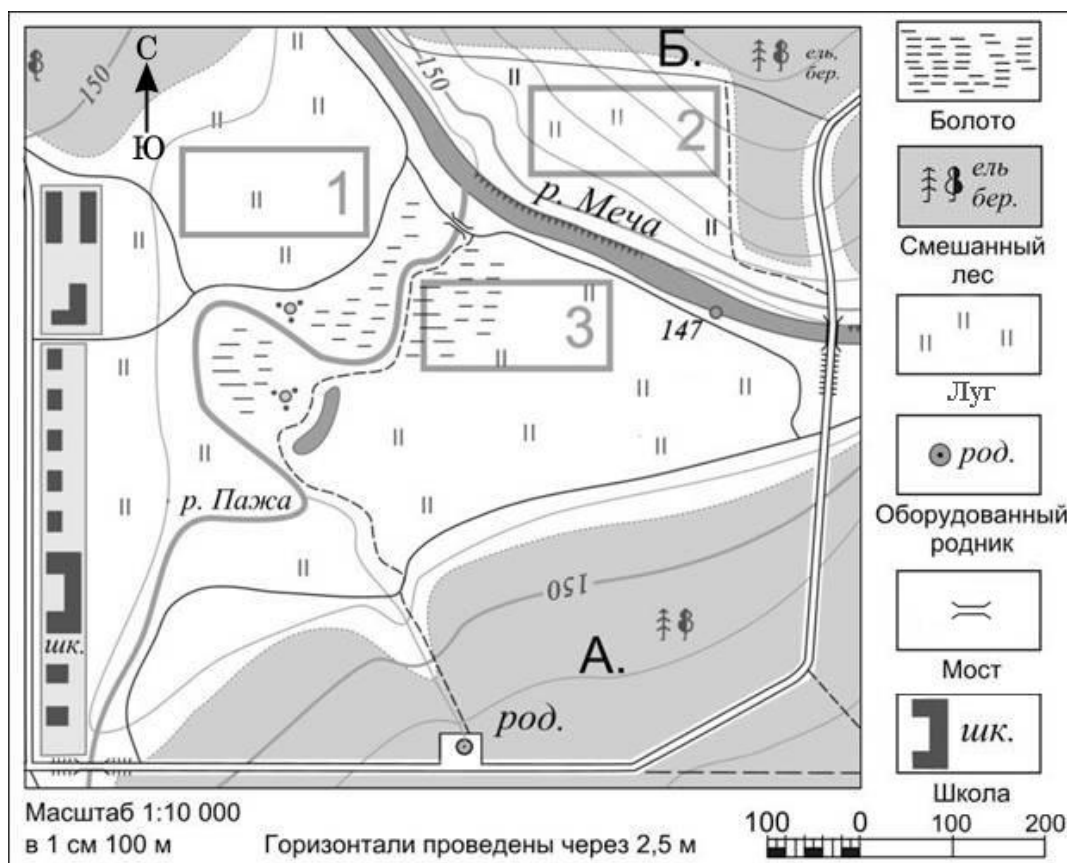 С
Ю
150
1
150
Б.
ель,
бер.
2
р. Меча
3
147
р. Пажа
150
А.
шк.
род.
Болото
ель
бер.
Смешанный
лес
Луг
род.
Оборудованный
родник
Мост
шк.
Школа
Масштаб 1:10 000
в 1 см 100 м
Горизонтали проведены через 2,5 м
100 0 100 200